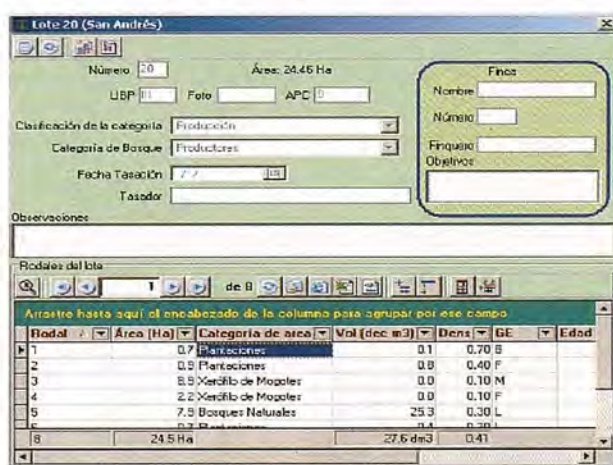 Lote 20 (San Andrés)
Número 20 Área: 24.46 Ha
UBP Foto APC
Clasificación de la categoría Producción
Categoría de Bosque Productores
Fecha Tasación
Tasador
Finca
Nombre
Número
Finquero
Objetivos
Observaciones
Rodales del lote
1 de 8
Arrastre hasta aquí el encabezado de la columna para agrupar por ese campo
Rodal Área (Ha) Categoría de area Vol (dec m3) Dens GE Edad
1 0.7 Plantaciones 0.1 0.70
2 0.9 Plantaciones 0.8 0.40 F
3 8.9 Xerófilo de Mogotes 0.0 0.10 M
4 2.2 Xerófilo de Mogotes 0.0 0.10 F
5 7.9 Bosques Naturales 25.3 0.30 L
8 24.5 Ha 27.6 dm3 0.41